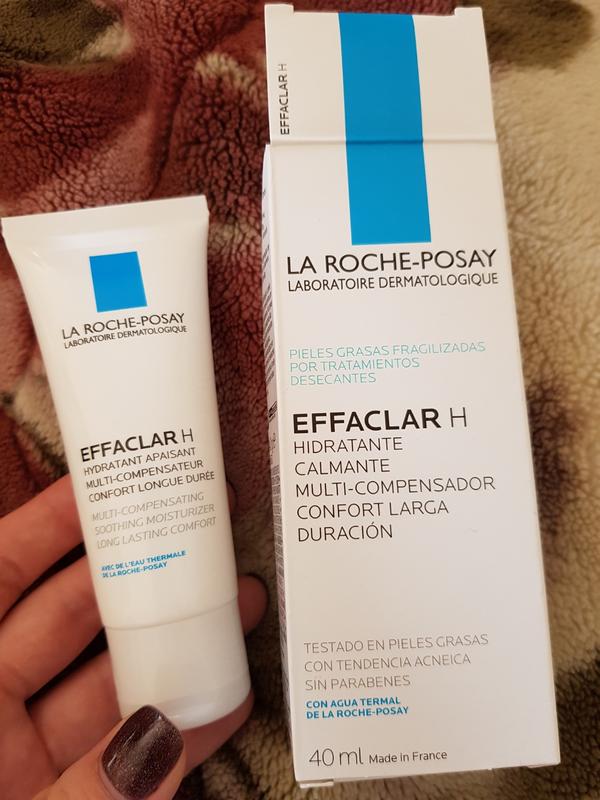 LA ROCHE-POSAY
LABORATOIRE DERMATOLOGIQUE
EFFACLAR H
HYDRATANT APAISANT
MULTI-COMPENSATEUR
CONFORT LONGUE DURÉE
MULTI-COMPENSATING
SOOTHING MOISTURIZER
LONG LASTING COMFORT
AVEC DE L'EAU THERMALE
DE LA ROCHE-POSAY
EFFACLAR H
LA ROCHE-POSAY
LABORATOIRE DERMATOLOGIQUE
PIELES GRASAS FRAGILIZADAS
POR TRATAMIENTOS
DESECANTES
EFFACLAR H
HIDRATANTE
CALMANTE
MULTI-COMPENSADOR
CONFORT LARGA
DURACIÓN
TESTADO EN PIELES GRASAS
CON TENDENCIA ACNEICA
SIN PARABENES
CON AGUA TERMAL
DE LA ROCHE-POSAY
40 ml Made in France